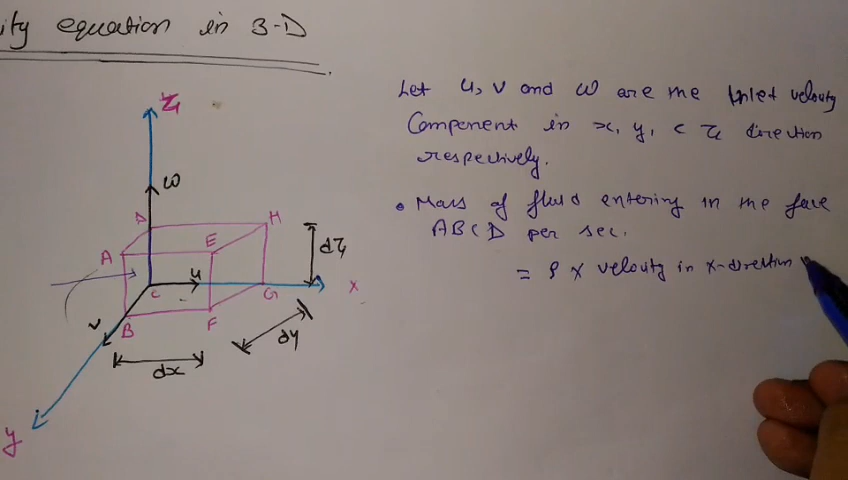 ity equation in 3-D
Let u, v and w are the Inlet velocity
Component in x, y, & z direction
respectively.
• Mass of fluid entering in the face
ABCD per sec.
= ρ x velocity in x-direction
z
w
D
H
A
E
dz
u
x
C
G
v
B
F
dy
dx
y